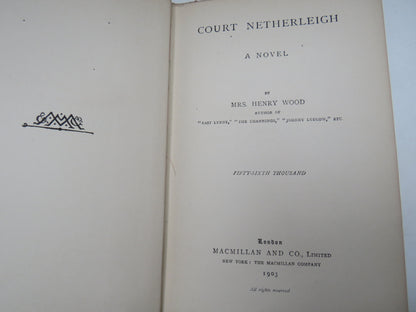 COURT NETHERLEIGH
A NOVEL
BY
MRS. HENRY WOOD
AUTHOR OF
"EAST LYNNE," "THE CHANNINGS," "JOHNNY LUDLOW," ETC.
FIFTY-SIXTH THOUSAND
London
MACMILLAN AND CO., LIMITED
NEW YORK: THE MACMILLAN COMPANY
1903
All rights reserved